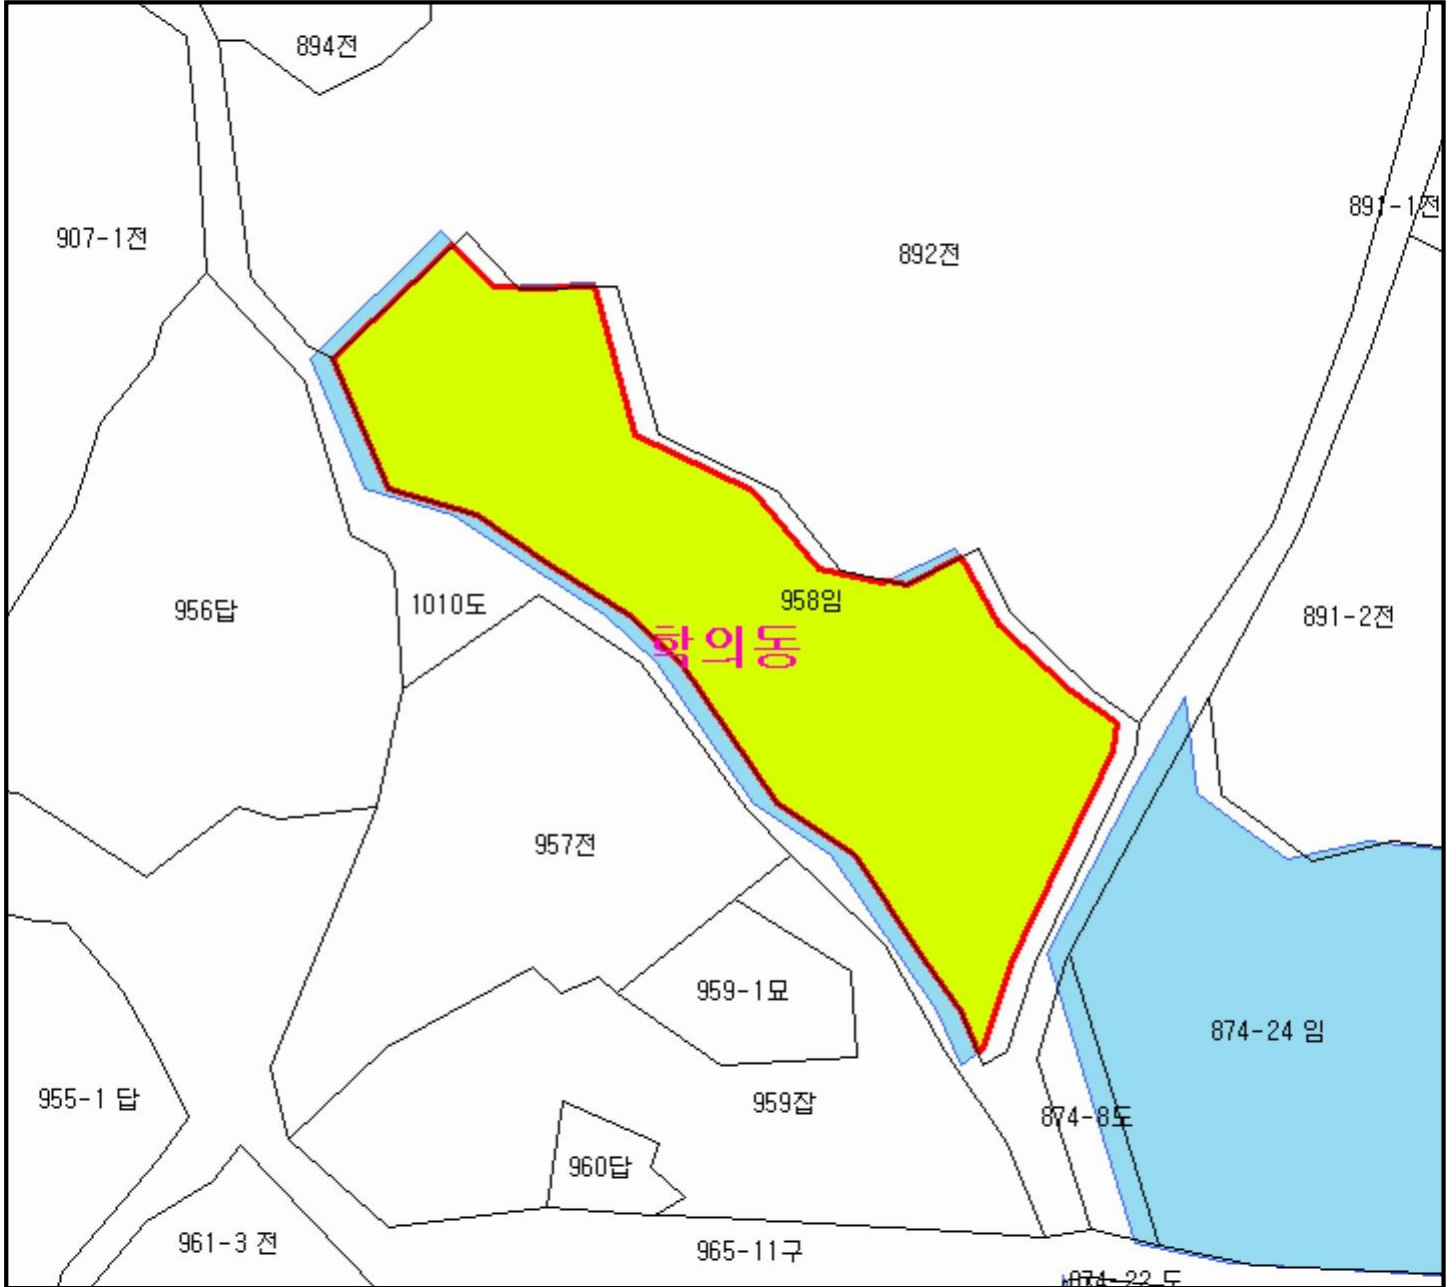 894전
891-1전
907-1전
892전
958임
1010도
956답
891-2전
학의동
957전
959-1묘
874-24 임
955-1 답
959잡
874-8도
960답
961-3 전
965-11구
874-22 도